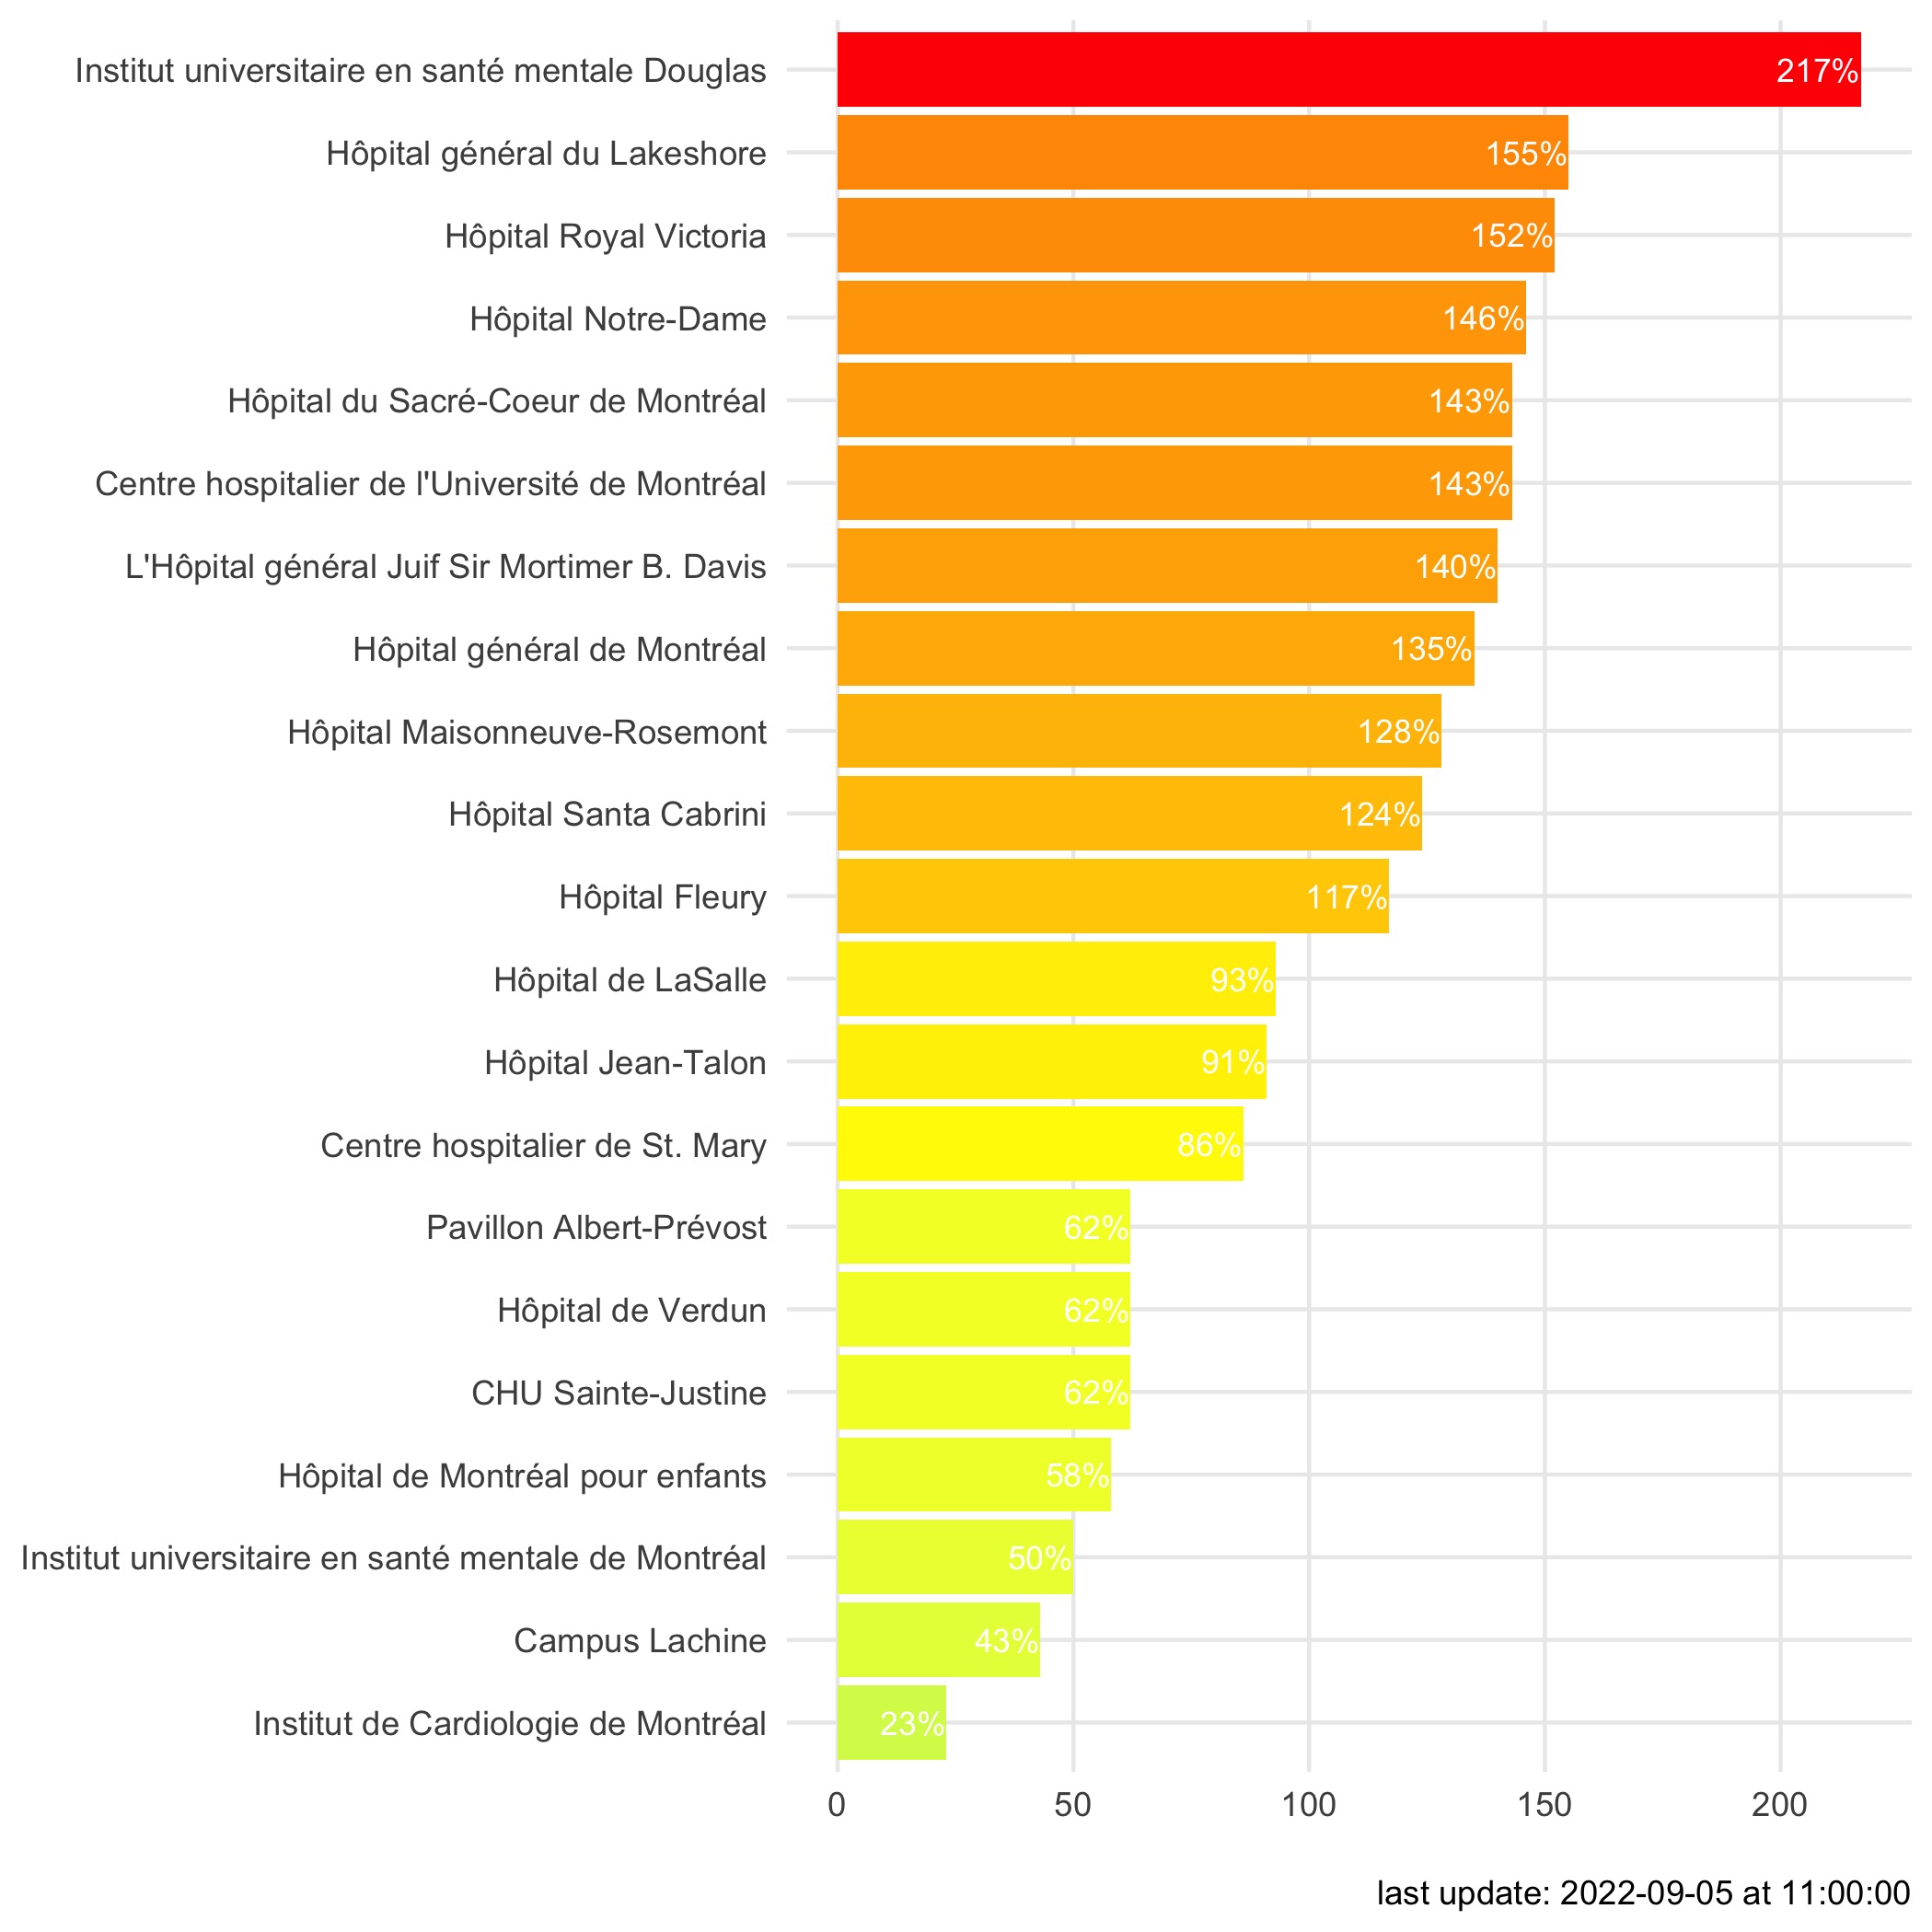 Institut universitaire en santé mentale Douglas 217%
Hôpital général du Lakeshore 155%
Hôpital Royal Victoria 152%
Hôpital Notre-Dame 146%
Hôpital du Sacré-Coeur de Montréal 143%
Centre hospitalier de l'Université de Montréal 143%
L'Hôpital général Juif Sir Mortimer B. Davis 140%
Hôpital général de Montréal 135%
Hôpital Maisonneuve-Rosemont 128%
Hôpital Santa Cabrini 124%
Hôpital Fleury 117%
Hôpital de LaSalle 93%
Hôpital Jean-Talon 91%
Centre hospitalier de St. Mary 86%
Pavillon Albert-Prévost 62%
Hôpital de Verdun 62%
CHU Sainte-Justine 62%
Hôpital de Montréal pour enfants 58%
Institut universitaire en santé mentale de Montréal 50%
Campus Lachine 43%
Institut de Cardiologie de Montréal 23%
0 50 100 150 200
last update: 2022-09-05 at 11:00:00